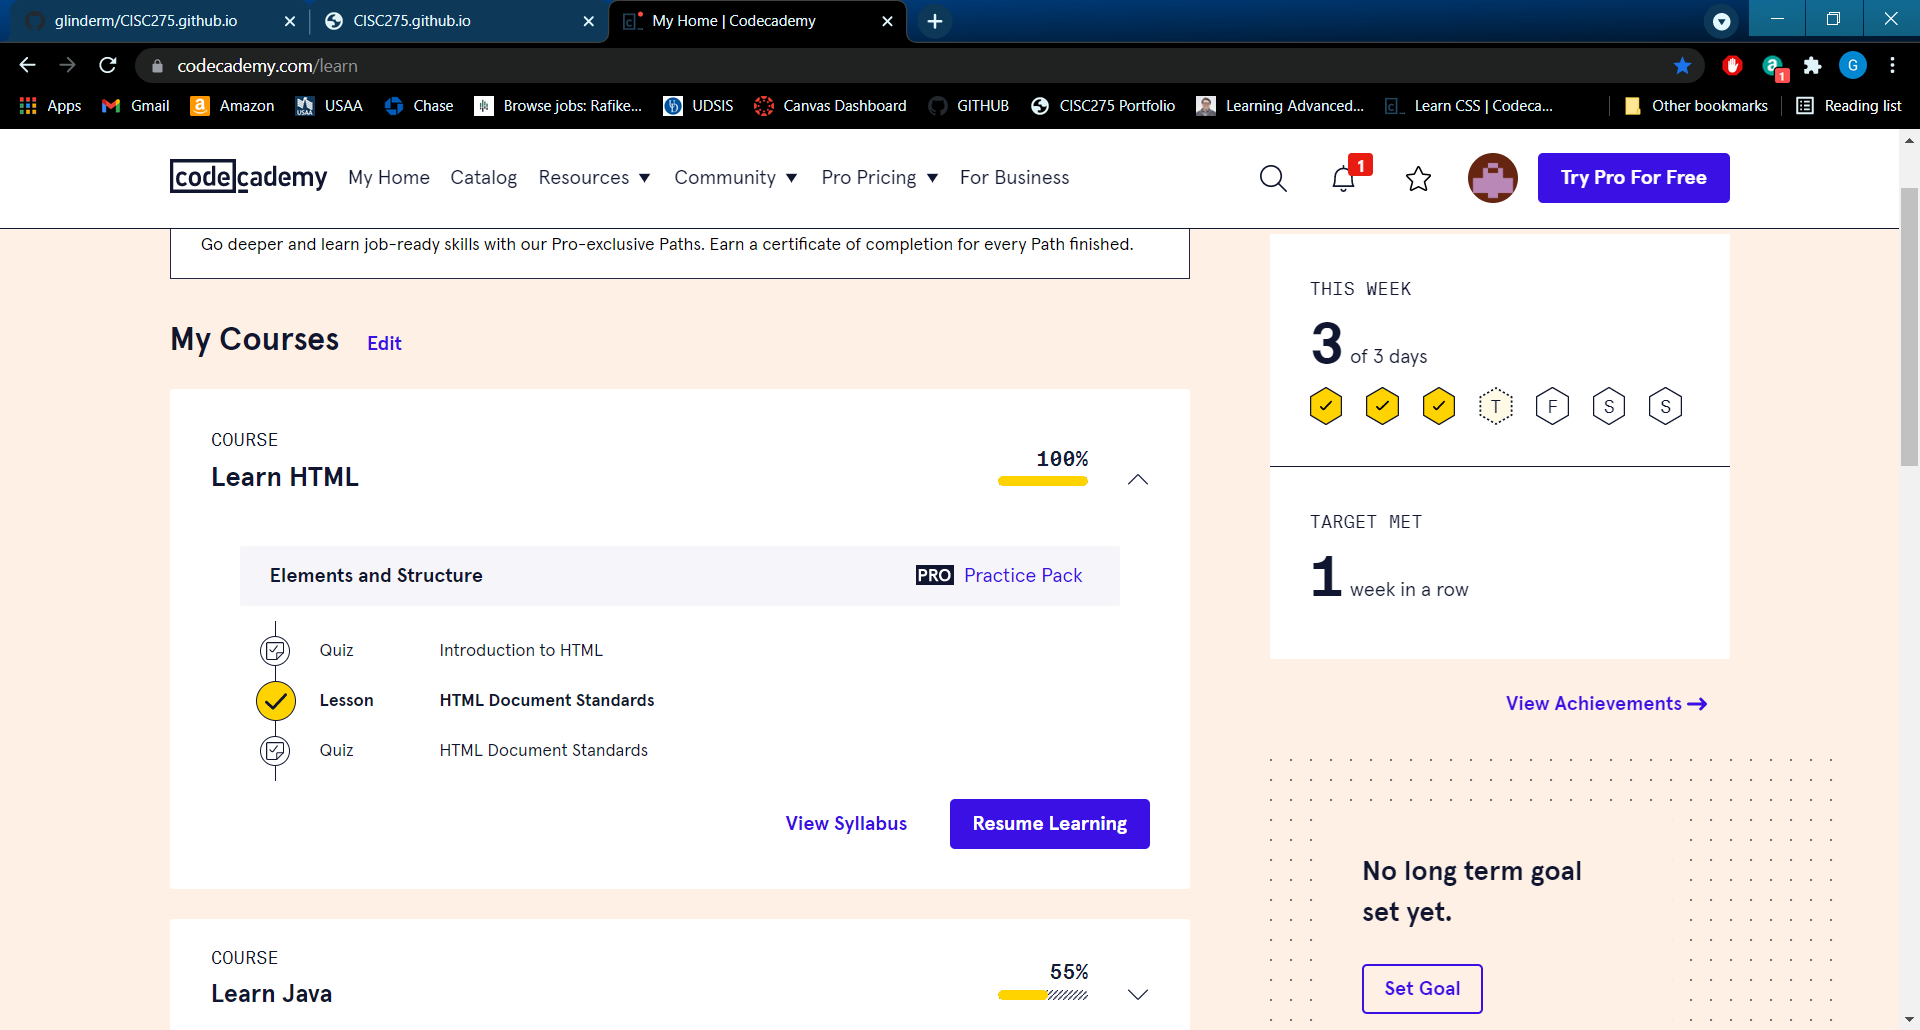 glinderm/CISC275.github.io
CISC275.github.io
My Home | Codecademy
codecademy.com/learn
1
G
Apps
Gmail
Amazon
USAA
Chase
Browse jobs: Rafike...
UDSIS
Canvas Dashboard
GITHUB
CISC275 Portfolio
Learning Advanced...
Learn CSS | Codeca...
Other bookmarks
Reading list
codecademy
My Home
Catalog
Resources
Community
Pro Pricing
For Business
1
Try Pro For Free
Go deeper and learn job-ready skills with our Pro-exclusive Paths. Earn a certificate of completion for every Path finished.
My Courses
Edit
COURSE
Learn HTML
100%
Elements and Structure
PRO Practice Pack
Quiz
Introduction to HTML
Lesson
HTML Document Standards
Quiz
HTML Document Standards
View Syllabus
Resume Learning
COURSE
Learn Java
55%
THIS WEEK
3 of 3 days
T F S S
TARGET MET
1 week in a row
View Achievements
No long term goal
set yet.
Set Goal